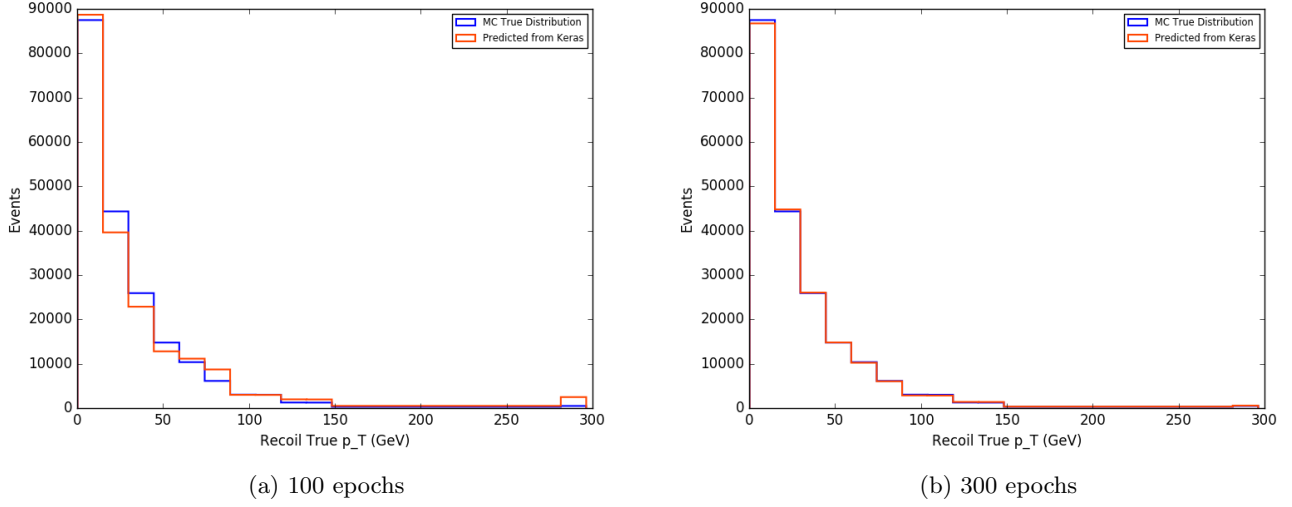 90000
80000
70000
60000
50000
40000
30000
20000
10000
0
Events
MC True Distribution
Predicted from Keras
0 50 100 150 200 250 300
Recoil True p_T (GeV)
(a) 100 epochs
90000
80000
70000
60000
50000
40000
30000
20000
10000
0
Events
MC True Distribution
Predicted from Keras
0 50 100 150 200 250 300
Recoil True p_T (GeV)
(b) 300 epochs